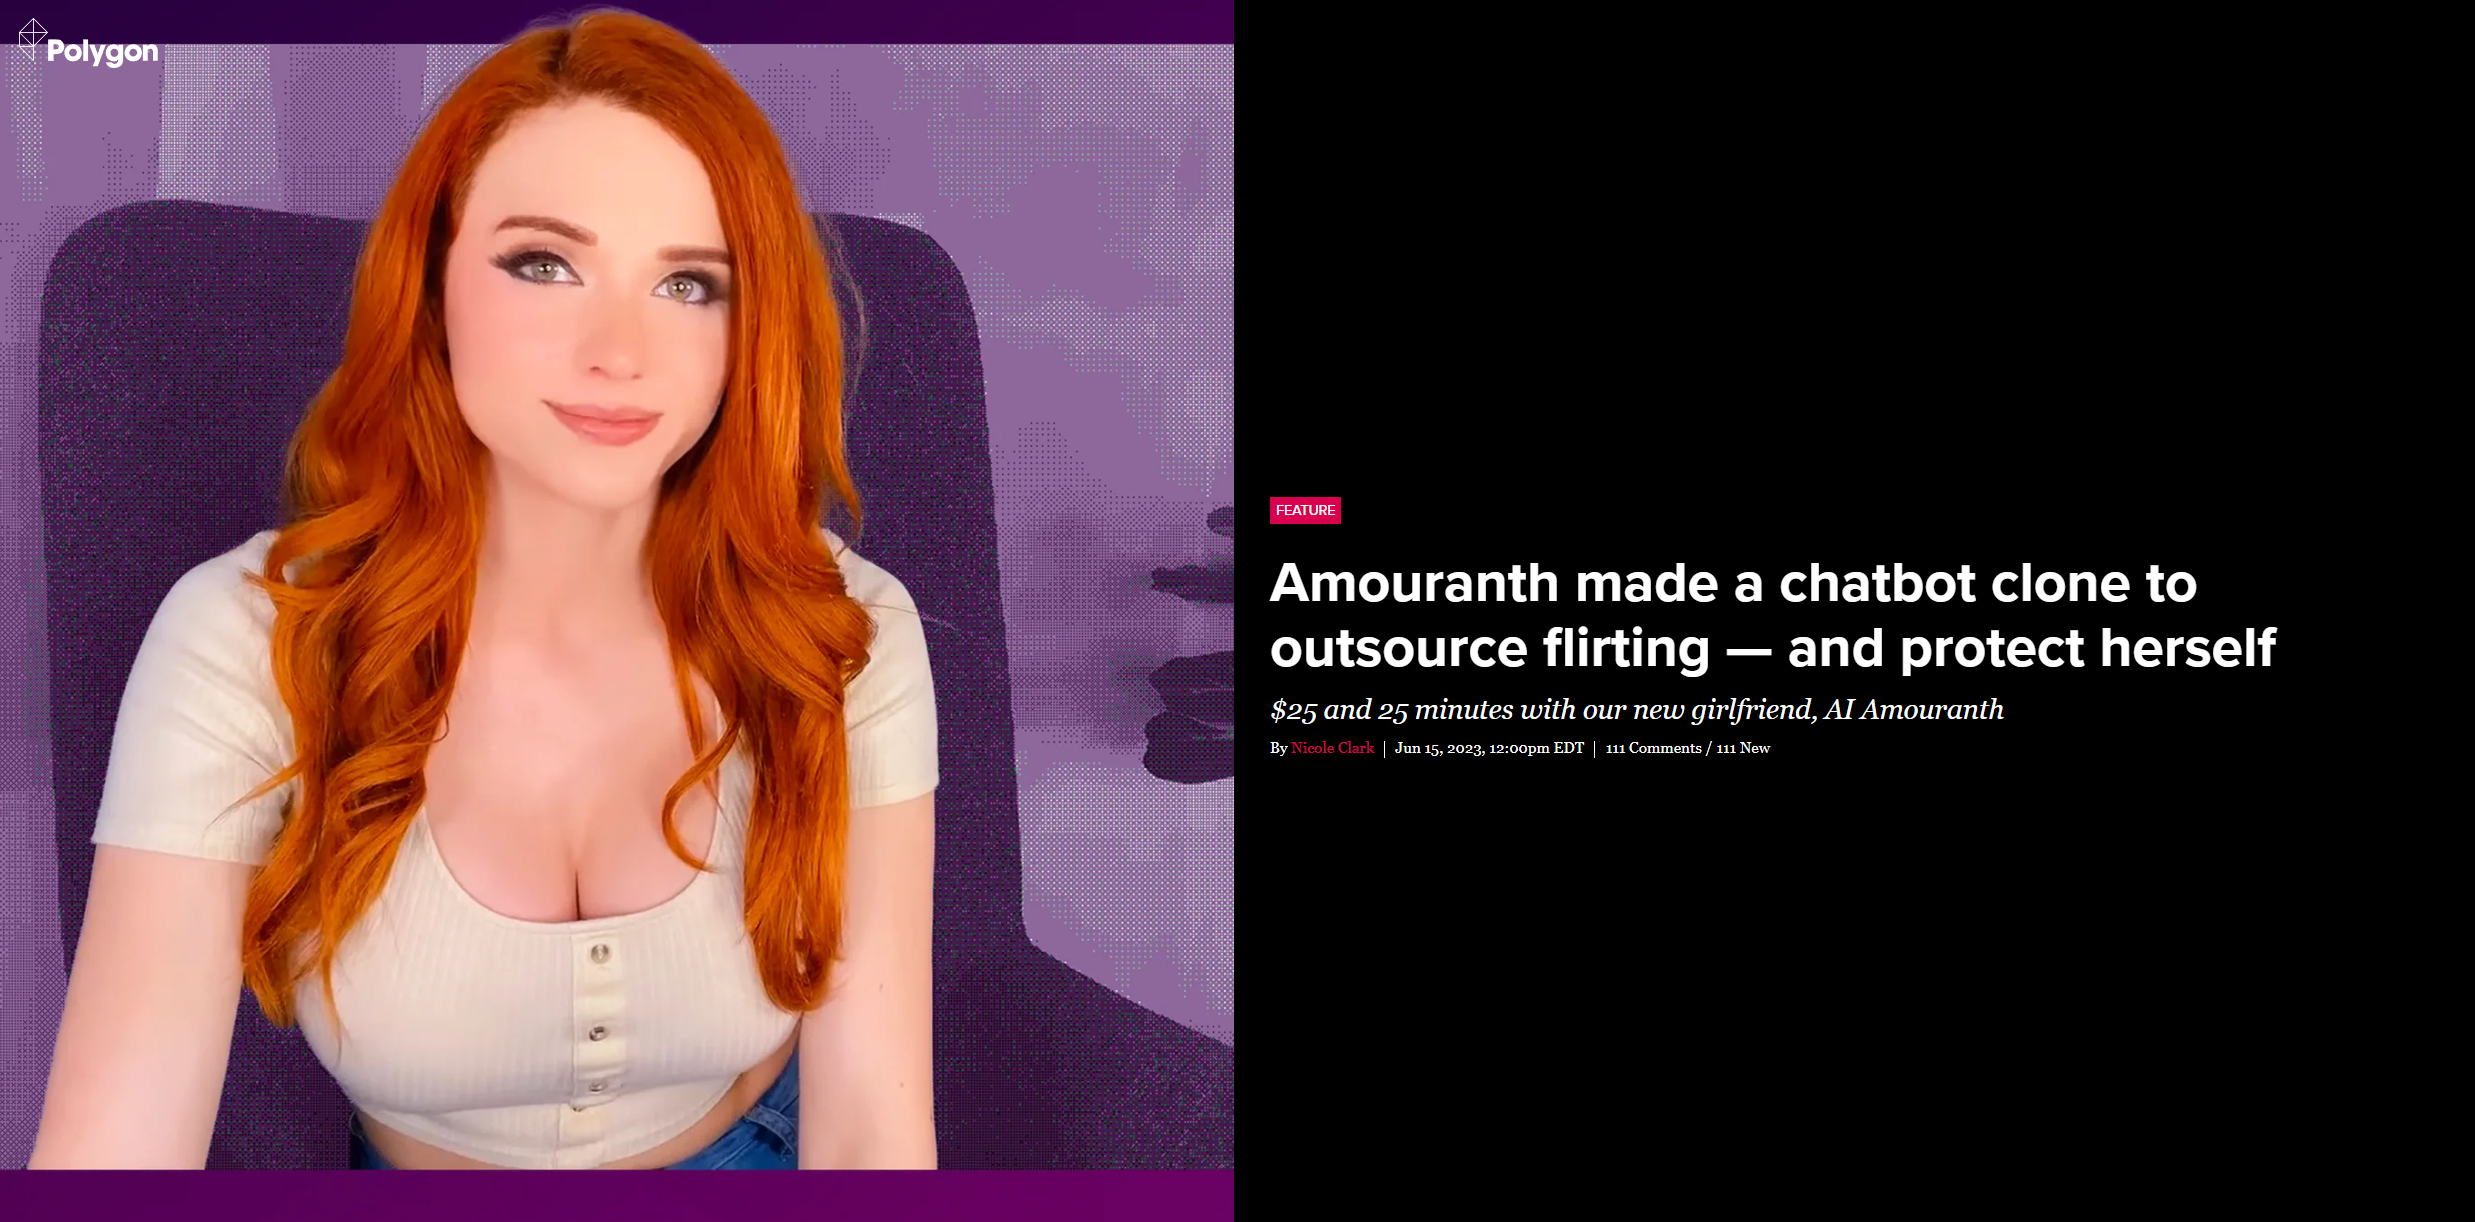 Polygon
FEATURE
Amouranth made a chatbot clone to
outsource flirting — and protect herself
$25 and 25 minutes with our new girlfriend, AI Amouranth
By Nicole Clark | Jun 15, 2023, 12:00pm EDT | 111 Comments / 111 New